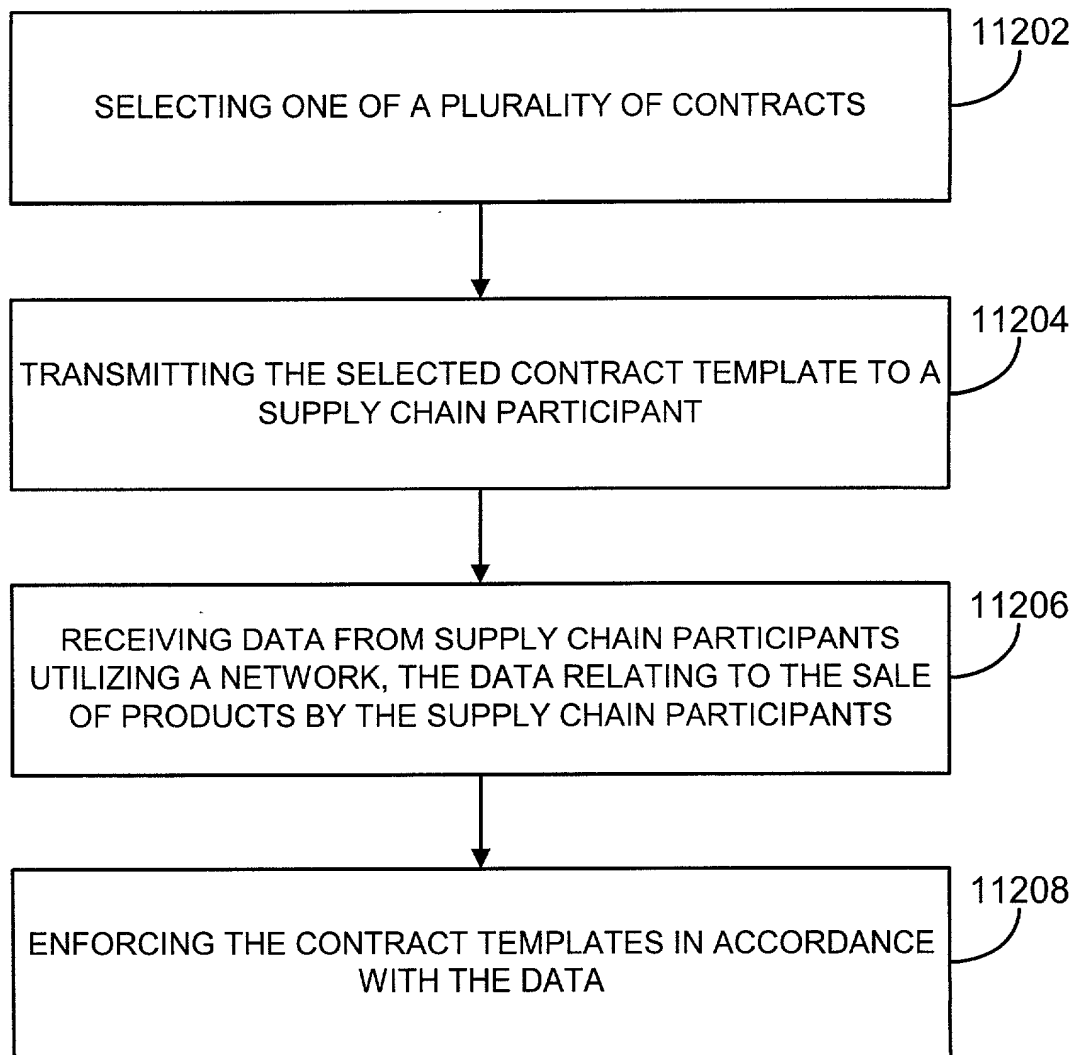 11202
SELECTING ONE OF A PLURALITY OF CONTRACTS
11204
TRANSMITTING THE SELECTED CONTRACT TEMPLATE TO A
SUPPLY CHAIN PARTICIPANT
11206
RECEIVING DATA FROM SUPPLY CHAIN PARTICIPANTS
UTILIZING A NETWORK, THE DATA RELATING TO THE SALE
OF PRODUCTS BY THE SUPPLY CHAIN PARTICIPANTS
11208
ENFORCING THE CONTRACT TEMPLATES IN ACCORDANCE
WITH THE DATA